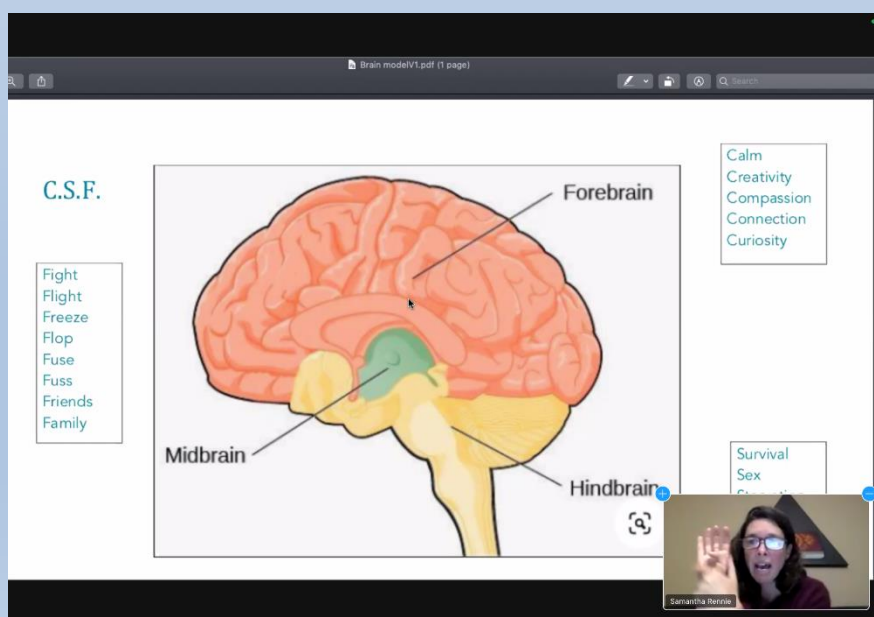 Brain modelV1.pdf (1 page)
Search
C.S.F.
Forebrain
Calm
Creativity
Compassion
Connection
Curiosity
Fight
Flight
Freeze
Flop
Fuse
Fuss
Friends
Family
Midbrain
Hindbrain
Survival
Sex
Samantha Rennie